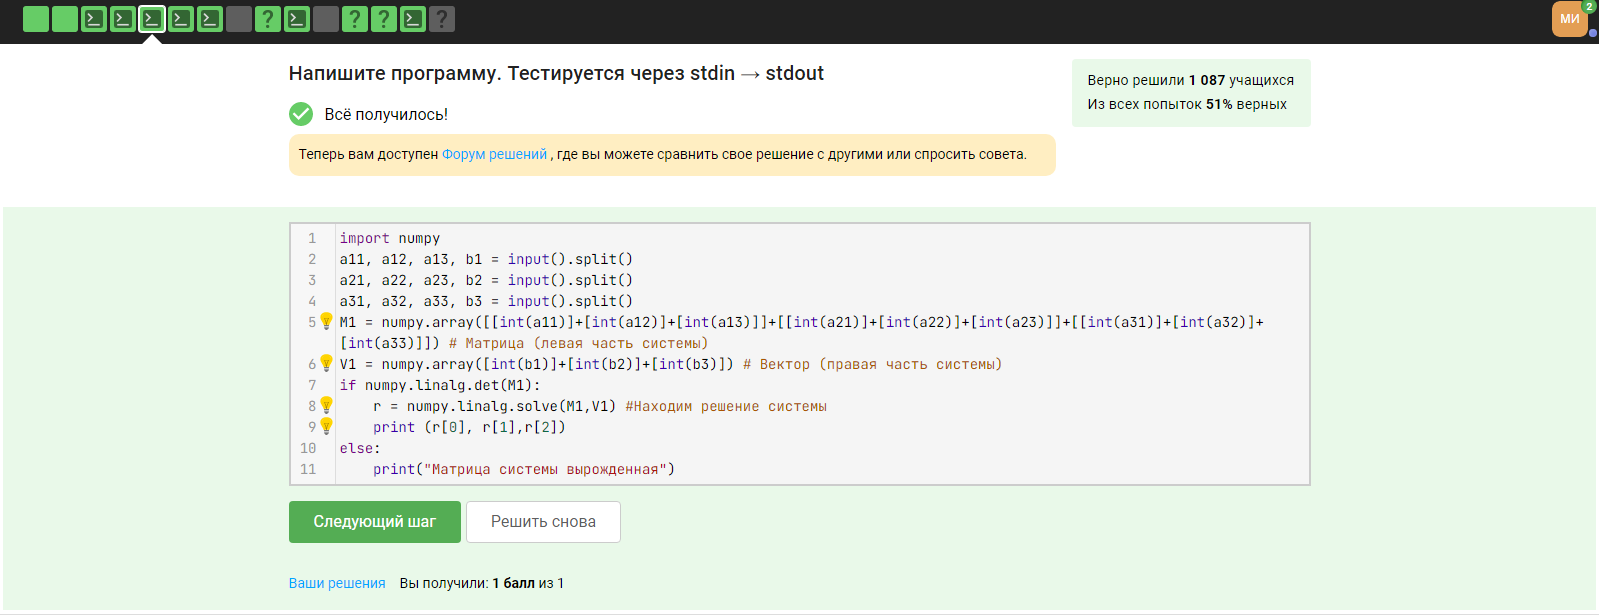 МИ
2
? ? ? ?
Напишите программу. Тестируется через stdin → stdout
Верно решили 1 087 учащихся
Из всех попыток 51% верных
Всё получилось!
Теперь вам доступен Форум решений , где вы можете сравнить свое решение с другими или спросить совета.
1 import numpy
2 a11, a12, a13, b1 = input().split()
3 a21, a22, a23, b2 = input().split()
4 a31, a32, a33, b3 = input().split()
5 M1 = numpy.array([[int(a11)]+[int(a12)]+[int(a13)]]+[[int(a21)]+[int(a22)]+[int(a23)]]+[[int(a31)]+[int(a32)]+
[int(a33)]]) # Матрица (левая часть системы)
6 V1 = numpy.array([int(b1)]+[int(b2)]+[int(b3)]) # Вектор (правая часть системы)
7 if numpy.linalg.det(M1):
8     r = numpy.linalg.solve(M1,V1) #Находим решение системы
9     print (r[0], r[1],r[2])
10 else:
11     print("Матрица системы вырожденная")
Следующий шаг
Решить снова
Ваши решения Вы получили: 1 балл из 1